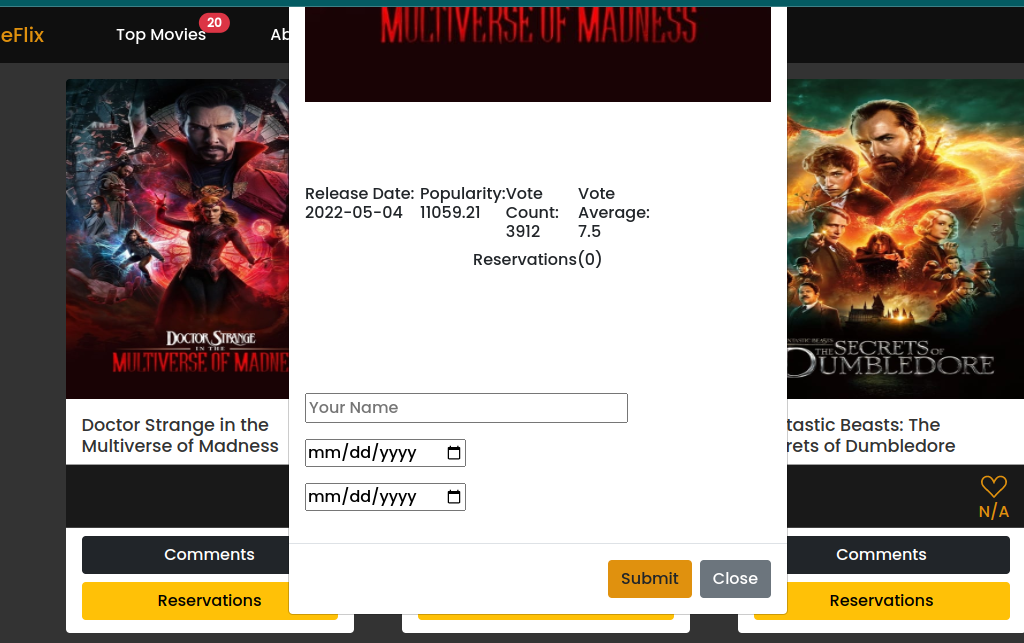 eFlix
Top Movies
20
Ab
MULTIVERSE OF MADNESS
Release Date:
2022-05-04
Popularity:
11059.21
Vote
Count:
3912
Vote
Average:
7.5
Reservations(0)
Your Name
mm/dd/yyyy
mm/dd/yyyy
Submit
Close
DOCTOR STRANGE
IN THE
MULTIVERSE OF MADNE
Doctor Strange in the
Multiverse of Madness
Comments
Reservations
THE SECRETS OF
DUMBLEDORE
tastic Beasts: The
rets of Dumbledore
N/A
Comments
Reservations